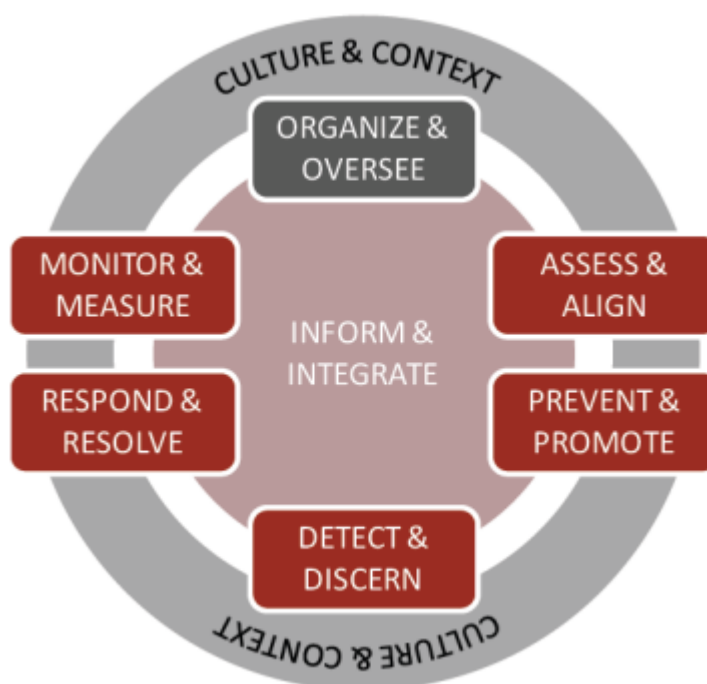 CULTURE & CONTEXT
ORGANIZE &
OVERSEE
MONITOR &
MEASURE
ASSESS &
ALIGN
INFORM &
INTEGRATE
RESPOND &
RESOLVE
PREVENT &
PROMOTE
DETECT &
DISCERN
CULTURE & CONTEXT